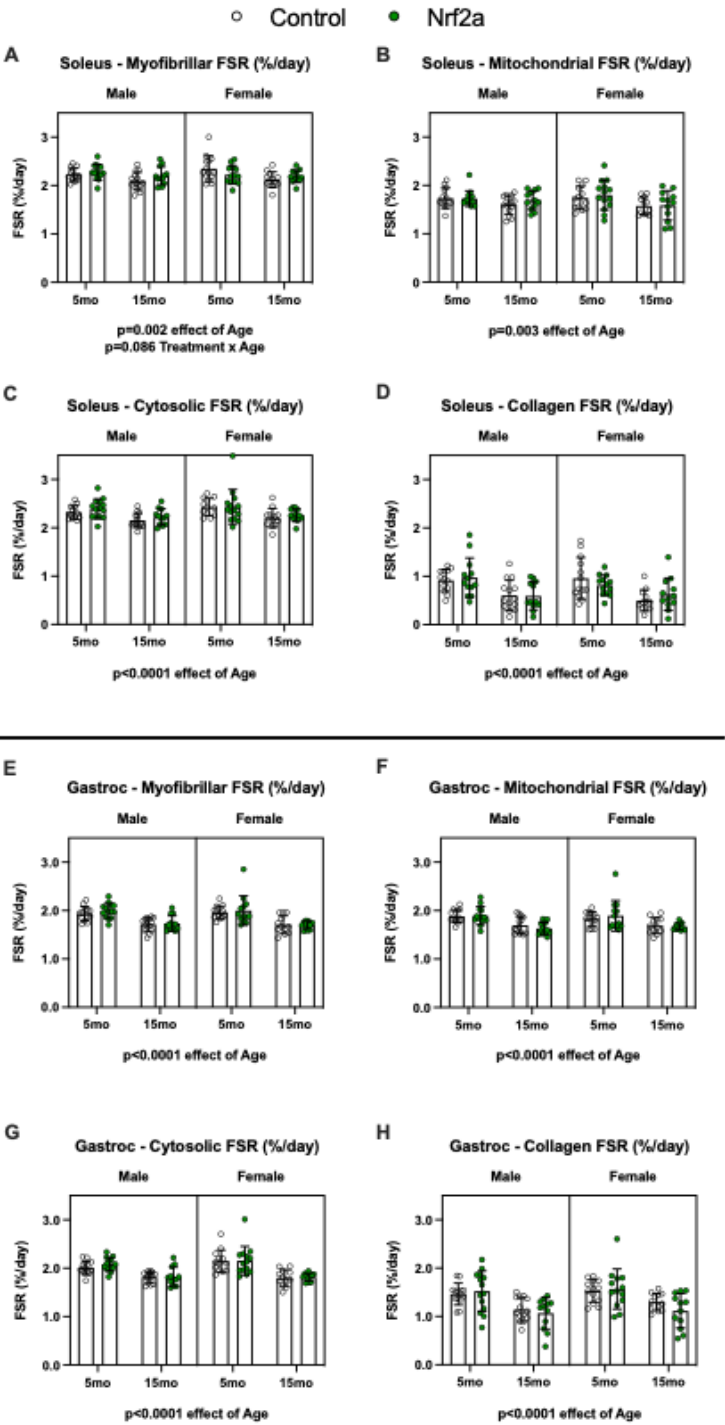 Control Nrf2a
A Soleus - Myofibrillar FSR (%/day)
Male Female
FSR (%/day)
3
2
1
0
5mo 15mo 5mo 15mo
p=0.002 effect of Age
p=0.086 Treatment x Age
B Soleus - Mitochondrial FSR (%/day)
Male Female
FSR (%/day)
3
2
1
0
5mo 15mo 5mo 15mo
p=0.003 effect of Age
C Soleus - Cytosolic FSR (%/day)
Male Female
FSR (%/day)
3
2
1
0
5mo 15mo 5mo 15mo
p<0.0001 effect of Age
D Soleus - Collagen FSR (%/day)
Male Female
FSR (%/day)
3
2
1
0
5mo 15mo 5mo 15mo
p<0.0001 effect of Age
E Gastroc - Myofibrillar FSR (%/day)
Male Female
FSR (%/day)
3.0
2.0
1.0
0.0
5mo 15mo 5mo 15mo
p<0.0001 effect of Age
F Gastroc - Mitochondrial FSR (%/day)
Male Female
FSR (%/day)
3.0
2.0
1.0
0.0
5mo 15mo 5mo 15mo
p<0.0001 effect of Age
G Gastroc - Cytosolic FSR (%/day)
Male Female
FSR (%/day)
3.0
2.0
1.0
0.0
5mo 15mo 5mo 15mo
p<0.0001 effect of Age
H Gastroc - Collagen FSR (%/day)
Male Female
FSR (%/day)
3.0
2.0
1.0
0.0
5mo 15mo 5mo 15mo
p<0.0001 effect of Age